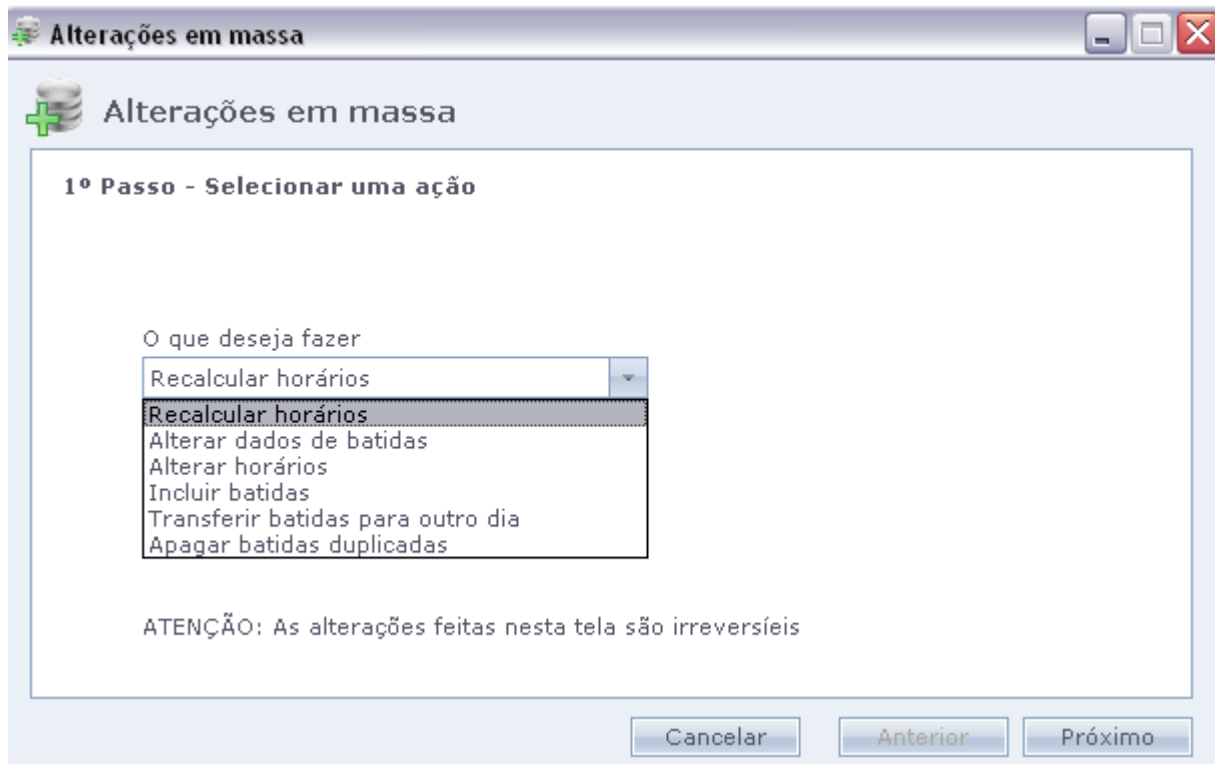 Alterações em massa
Alterações em massa
1º Passo - Selecionar uma ação
O que deseja fazer
Recalcular horários
Recalcular horários
Alterar dados de batidas
Alterar horários
Incluir batidas
Transferir batidas para outro dia
Apagar batidas duplicadas
ATENÇÃO: As alterações feitas nesta tela são irreversíeis
Cancelar Anterior Próximo